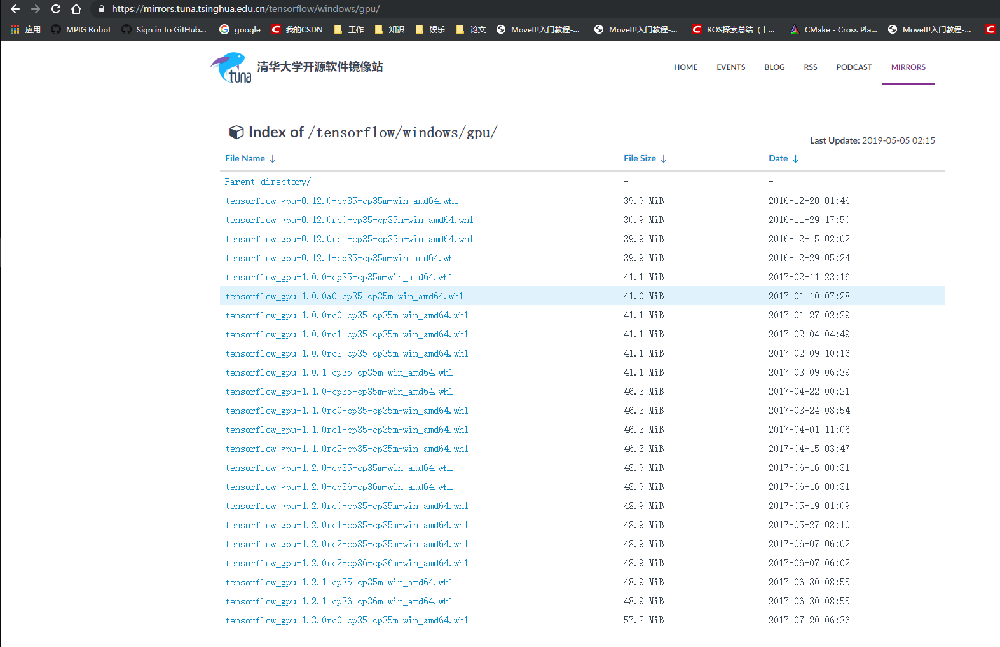 https://mirrors.tuna.tsinghua.edu.cn/tensorflow/windows/gpu/
应用 MPIG Robot Sign in to GitHub... google 我的CSDN 工作 知识 娱乐 论文 MoveIt!入门教程-... MoveIt!入门教程-... ROS探索总结（十... CMake - Cross Pla... MoveIt!入门教程-...
tuna 清华大学开源软件镜像站 HOME EVENTS BLOG RSS PODCAST MIRRORS
Index of /tensorflow/windows/gpu/
Last Update: 2019-05-05 02:15
File Name ↓ File Size ↓ Date ↓
Parent directory/ - -
tensorflow_gpu-0.12.0-cp35-cp35m-win_amd64.whl 39.9 MiB 2016-12-20 01:46
tensorflow_gpu-0.12.0rc0-cp35-cp35m-win_amd64.whl 30.9 MiB 2016-11-29 17:50
tensorflow_gpu-0.12.0rc1-cp35-cp35m-win_amd64.whl 39.9 MiB 2016-12-15 02:02
tensorflow_gpu-0.12.1-cp35-cp35m-win_amd64.whl 39.9 MiB 2016-12-29 05:24
tensorflow_gpu-1.0.0-cp35-cp35m-win_amd64.whl 41.1 MiB 2017-02-11 23:16
tensorflow_gpu-1.0.0a0-cp35-cp35m-win_amd64.whl 41.0 MiB 2017-01-10 07:28
tensorflow_gpu-1.0.0rc0-cp35-cp35m-win_amd64.whl 41.1 MiB 2017-01-27 02:29
tensorflow_gpu-1.0.0rc1-cp35-cp35m-win_amd64.whl 41.1 MiB 2017-02-04 04:49
tensorflow_gpu-1.0.0rc2-cp35-cp35m-win_amd64.whl 41.1 MiB 2017-02-09 10:16
tensorflow_gpu-1.0.1-cp35-cp35m-win_amd64.whl 41.1 MiB 2017-03-09 06:39
tensorflow_gpu-1.1.0-cp35-cp35m-win_amd64.whl 46.3 MiB 2017-04-22 00:21
tensorflow_gpu-1.1.0rc0-cp35-cp35m-win_amd64.whl 46.3 MiB 2017-03-24 08:54
tensorflow_gpu-1.1.0rc1-cp35-cp35m-win_amd64.whl 46.3 MiB 2017-04-01 11:06
tensorflow_gpu-1.1.0rc2-cp35-cp35m-win_amd64.whl 46.3 MiB 2017-04-15 03:47
tensorflow_gpu-1.2.0-cp35-cp35m-win_amd64.whl 48.9 MiB 2017-06-16 00:31
tensorflow_gpu-1.2.0-cp36-cp36m-win_amd64.whl 48.9 MiB 2017-06-16 00:31
tensorflow_gpu-1.2.0rc0-cp35-cp35m-win_amd64.whl 48.9 MiB 2017-05-19 01:09
tensorflow_gpu-1.2.0rc1-cp35-cp35m-win_amd64.whl 48.9 MiB 2017-05-27 08:10
tensorflow_gpu-1.2.0rc2-cp35-cp35m-win_amd64.whl 48.9 MiB 2017-06-07 06:02
tensorflow_gpu-1.2.0rc2-cp36-cp36m-win_amd64.whl 48.9 MiB 2017-06-07 06:02
tensorflow_gpu-1.2.1-cp35-cp35m-win_amd64.whl 48.9 MiB 2017-06-30 08:55
tensorflow_gpu-1.2.1-cp36-cp36m-win_amd64.whl 48.9 MiB 2017-06-30 08:55
tensorflow_gpu-1.3.0rc0-cp35-cp35m-win_amd64.whl 57.2 MiB 2017-07-20 06:36